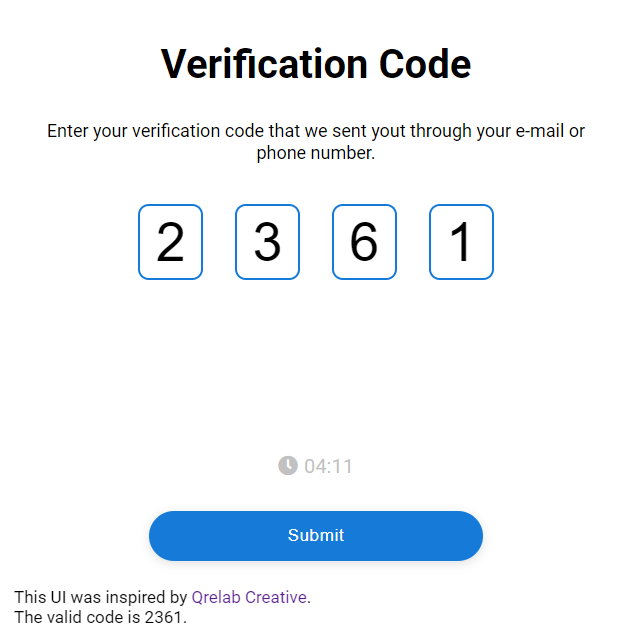 Verification Code
Enter your verification code that we sent yout through your e-mail or
phone number.
2 3 6 1
04:11
Submit
This UI was inspired by Qrelab Creative.
The valid code is 2361.